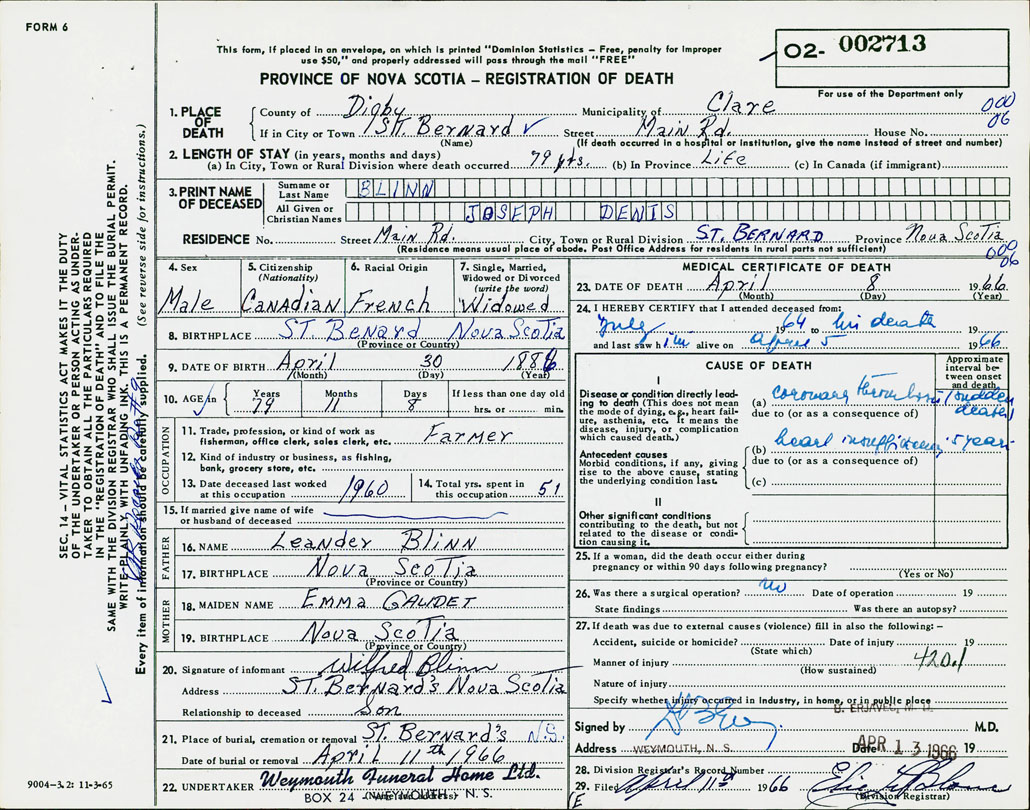 FORM 6
This form, if placed in an envelope, on which is printed "Dominion Statistics – Free, penalty for improper
use $50," and properly addressed will pass through the mail "FREE"
PROVINCE OF NOVA SCOTIA – REGISTRATION OF DEATH
O2- 002713
For use of the Department only
1. PLACE OF DEATH
County of Digby Municipality of Clare 000 06
If in City or Town ST. BERNARD ✓ Street Main Rd. House No.
(Name) (If death occurred in a hospital or institution, give the name instead of street and number)
2. LENGTH OF STAY (in years, months and days)
(a) In City, Town or Rural Division where death occurred 79 yrs. (b) In Province Life (c) In Canada (if immigrant)
3. PRINT NAME OF DECEASED
Surname or Last Name BLINN
All Given or Christian Names JOSEPH DENIS
RESIDENCE No. Street Main Rd. City, Town or Rural Division ST. BERNARD Province Nova Scotia
(Residence means usual place of abode. Post Office Address for residents in rural parts not sufficient) 000 06
4. Sex Male
5. Citizenship (Nationality) CANADIAN
6. Racial Origin French
7. Single, Married, Widowed or Divorced (write the word) Widowed
8. BIRTHPLACE ST. BENARD Nova Scotia
(Province or Country)
9. DATE OF BIRTH April 30 1886
(Month) (Day) (Year)
10. AGE in Years 79 Months 11 Days 8 If less than one day old hrs. or min.
OCCUPATION
11. Trade, profession, or kind of work as fisherman, office clerk, sales clerk, etc. Farmer
12. Kind of industry or business, as fishing, bank, grocery store, etc.
13. Date deceased last worked at this occupation 1960
14. Total yrs. spent in this occupation 51
15. If married give name of wife or husband of deceased
FATHER
16. NAME Leander Blinn
17. BIRTHPLACE Nova Scotia
(Province or Country)
MOTHER
18. MAIDEN NAME Emma GAUDET
19. BIRTHPLACE Nova Scotia
(Province or Country)
20. Signature of informant Wilfred Blinn
Address ST. Bernard's Nova Scotia
Relationship to deceased Son
21. Place of burial, cremation or removal ST. Bernard's N.S.
Date of burial or removal April 11th 1966
22. UNDERTAKER Weymouth Funeral Home Ltd.
BOX 24 – WEYMOUTH, N. S.
MEDICAL CERTIFICATE OF DEATH
23. DATE OF DEATH April 8 1966
(Month) (Day) (Year)
24. I HEREBY CERTIFY that I attended deceased from:
July 1964 to his death 19
and last saw him alive on April 5 1966
CAUSE OF DEATH
Approximate interval between onset and death
I
Disease or condition directly leading to death (This does not mean the mode of dying, e.g., heart failure, asthenia, etc. It means the disease, injury, or complication which caused death.)
(a) coronary thrombosis (sudden death)
due to (or as a consequence of)
Antecedent causes
Morbid conditions, if any, giving rise to the above cause, stating the underlying condition last.
(b) heart insufficiency 5 year
due to (or as a consequence of)
(c)
II
Other significant conditions contributing to the death, but not related to the disease or condition causing it.
25. If a woman, did the death occur either during pregnancy or within 90 days following pregnancy?
(Yes or No)
26. Was there a surgical operation? no Date of operation 19
State findings Was there an autopsy?
27. If death was due to external causes (violence) fill in also the following: –
Accident, suicide or homicide? Date of injury 19
(State which)
Manner of injury 420.1
(How sustained)
Nature of injury
Specify whether injury occurred in industry, in home, or in public place
B. ERJAVEC, M. D.
Signed by M.D.
Address WEYMOUTH, N. S. Date APR 13 1966 19
28. Division Registrar's Record Number
29. Filed April 11th 1966
(Division Registrar)
SEC. 14 – VITAL STATISTICS ACT MAKES IT THE DUTY
OF THE UNDERTAKER OR PERSON ACTING AS UNDER-
TAKER TO OBTAIN ALL THE PARTICULARS REQUIRED
IN THE "REGISTRATION OF DEATH" AND TO FILE THE
SAME WITH THE DIVISION REGISTRAR WHO SHALL ISSUE THE BURIAL PERMIT.
WRITE PLAINLY, WITH UNFADING INK. THIS IS A PERMANENT RECORD.
Every item of information should be carefully supplied. (See reverse side for instructions.)
9004-3.2: 11-3-65